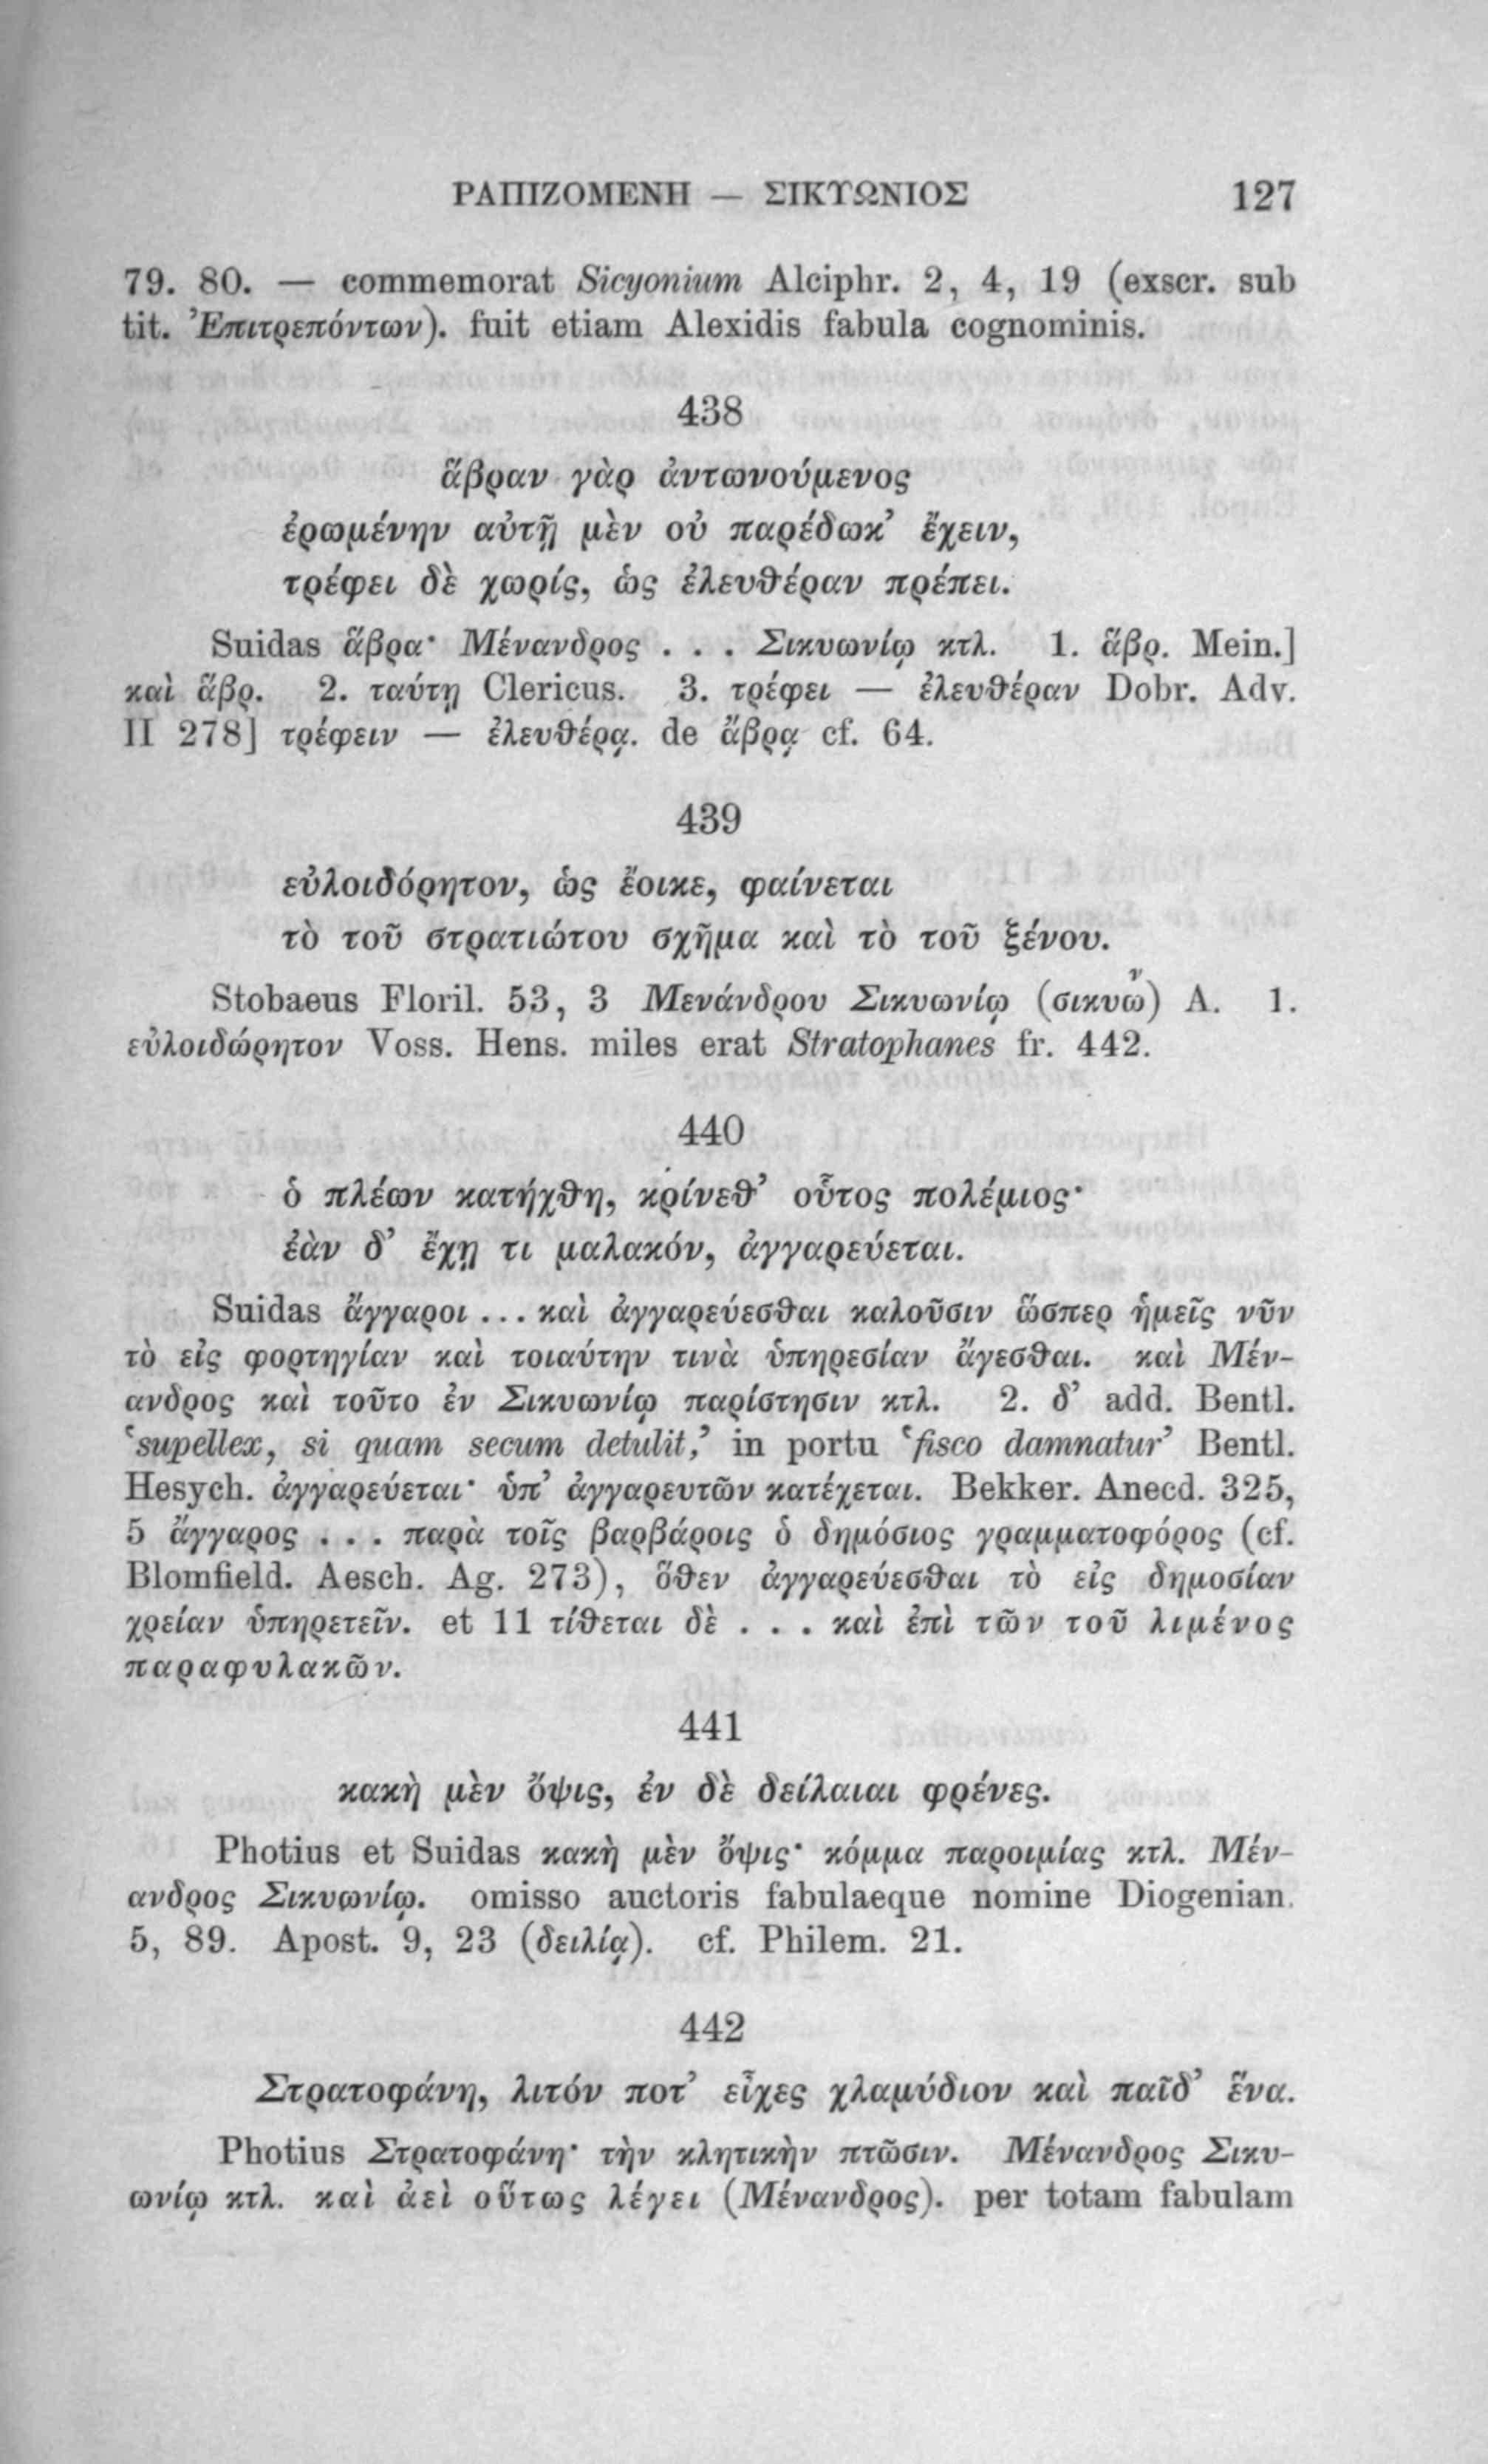 ΡΑΠΙΖΟΜΕΝΗ — ΣΙΚΥΩΝΙΟΣ 127
79. 80. — commemorat Sicyonium Alciphr. 2, 4, 19 (exscr. sub
tit. Ἐπιτρεπόντων). fuit etiam Alexidis fabula cognominis.
438
ἅβραν γὰρ ἀντωνούμενος
ἐρωμένην αὐτῇ μὲν οὐ παρέδωκ’ ἔχειν,
τρέφει δὲ χωρίς, ὡς ἐλευθέραν πρέπει.
Suidas ἅβρα· Μένανδρος . . . Σικυωνίῳ κτλ. 1. ἅβρ. Mein.]
καὶ ἅβρ. 2. ταύτῃ Clericus. 3. τρέφει — ἐλευθέραν Dobr. Adv.
II 278] τρέφειν — ἐλευθέρᾳ. de ἅβρᾳ cf. 64.
439
εὐλοιδόρητον, ὡς ἔοικε, φαίνεται
τὸ τοῦ στρατιώτου σχῆμα καὶ τὸ τοῦ ξένου.
Stobaeus Floril. 53, 3 Μενάνδρου Σικυωνίῳ (σικυω̆ͮ) A. 1.
εὐλοιδώρητον Voss. Hens. miles erat Stratophanes fr. 442.
440
ὁ πλέων κατήχθη, κρίνεθ’ οὗτος πολέμιος·
ἐὰν δ’ ἔχῃ τι μαλακόν, ἀγγαρεύεται.
Suidas ἄγγαροι ... καὶ ἀγγαρεύεσθαι καλοῦσιν ὥσπερ ἡμεῖς νῦν
τὸ εἰς φορτηγίαν καὶ τοιαύτην τινὰ ὑπηρεσίαν ἄγεσθαι. καὶ Μέν-
ανδρος καὶ τοῦτο ἐν Σικυωνίῳ παρίστησιν κτλ. 2. δ’ add. Bentl.
‘supellex, si quam secum detulit,’ in portu ‘fisco damnatur’ Bentl.
Hesych. ἀγγαρεύεται· ὑπ’ ἀγγαρευτῶν κατέχεται. Bekker. Anecd. 325,
5 ἄγγαρος . . . παρὰ τοῖς βαρβάροις ὁ δημόσιος γραμματοφόρος (cf.
Blomfield. Aesch. Ag. 273), ὅθεν ἀγγαρεύεσθαι τὸ εἰς δημοσίαν
χρείαν ὑπηρετεῖν. et 11 τίθεται δὲ . . . καὶ ἐπὶ τῶν τοῦ λιμένος
παραφυλακῶν.
441
κακὴ μὲν ὄψις, ἐν δὲ δείλαιαι φρένες.
Photius et Suidas κακὴ μὲν ὄψις· κόμμα παροιμίας κτλ. Μέν-
ανδρος Σικυωνίῳ. omisso auctoris fabulaeque nomine Diogenian.
5, 89. Apost. 9, 23 (δειλίᾳ). cf. Philem. 21.
442
Στρατοφάνη, λιτόν ποτ’ εἶχες χλαμύδιον καὶ παῖδ’ ἕνα.
Photius Στρατοφάνη· τὴν κλητικὴν πτῶσιν. Μένανδρος Σικυ-
ωνίῳ κτλ. καὶ ἀεὶ οὕτως λέγει (Μένανδρος). per totam fabulam